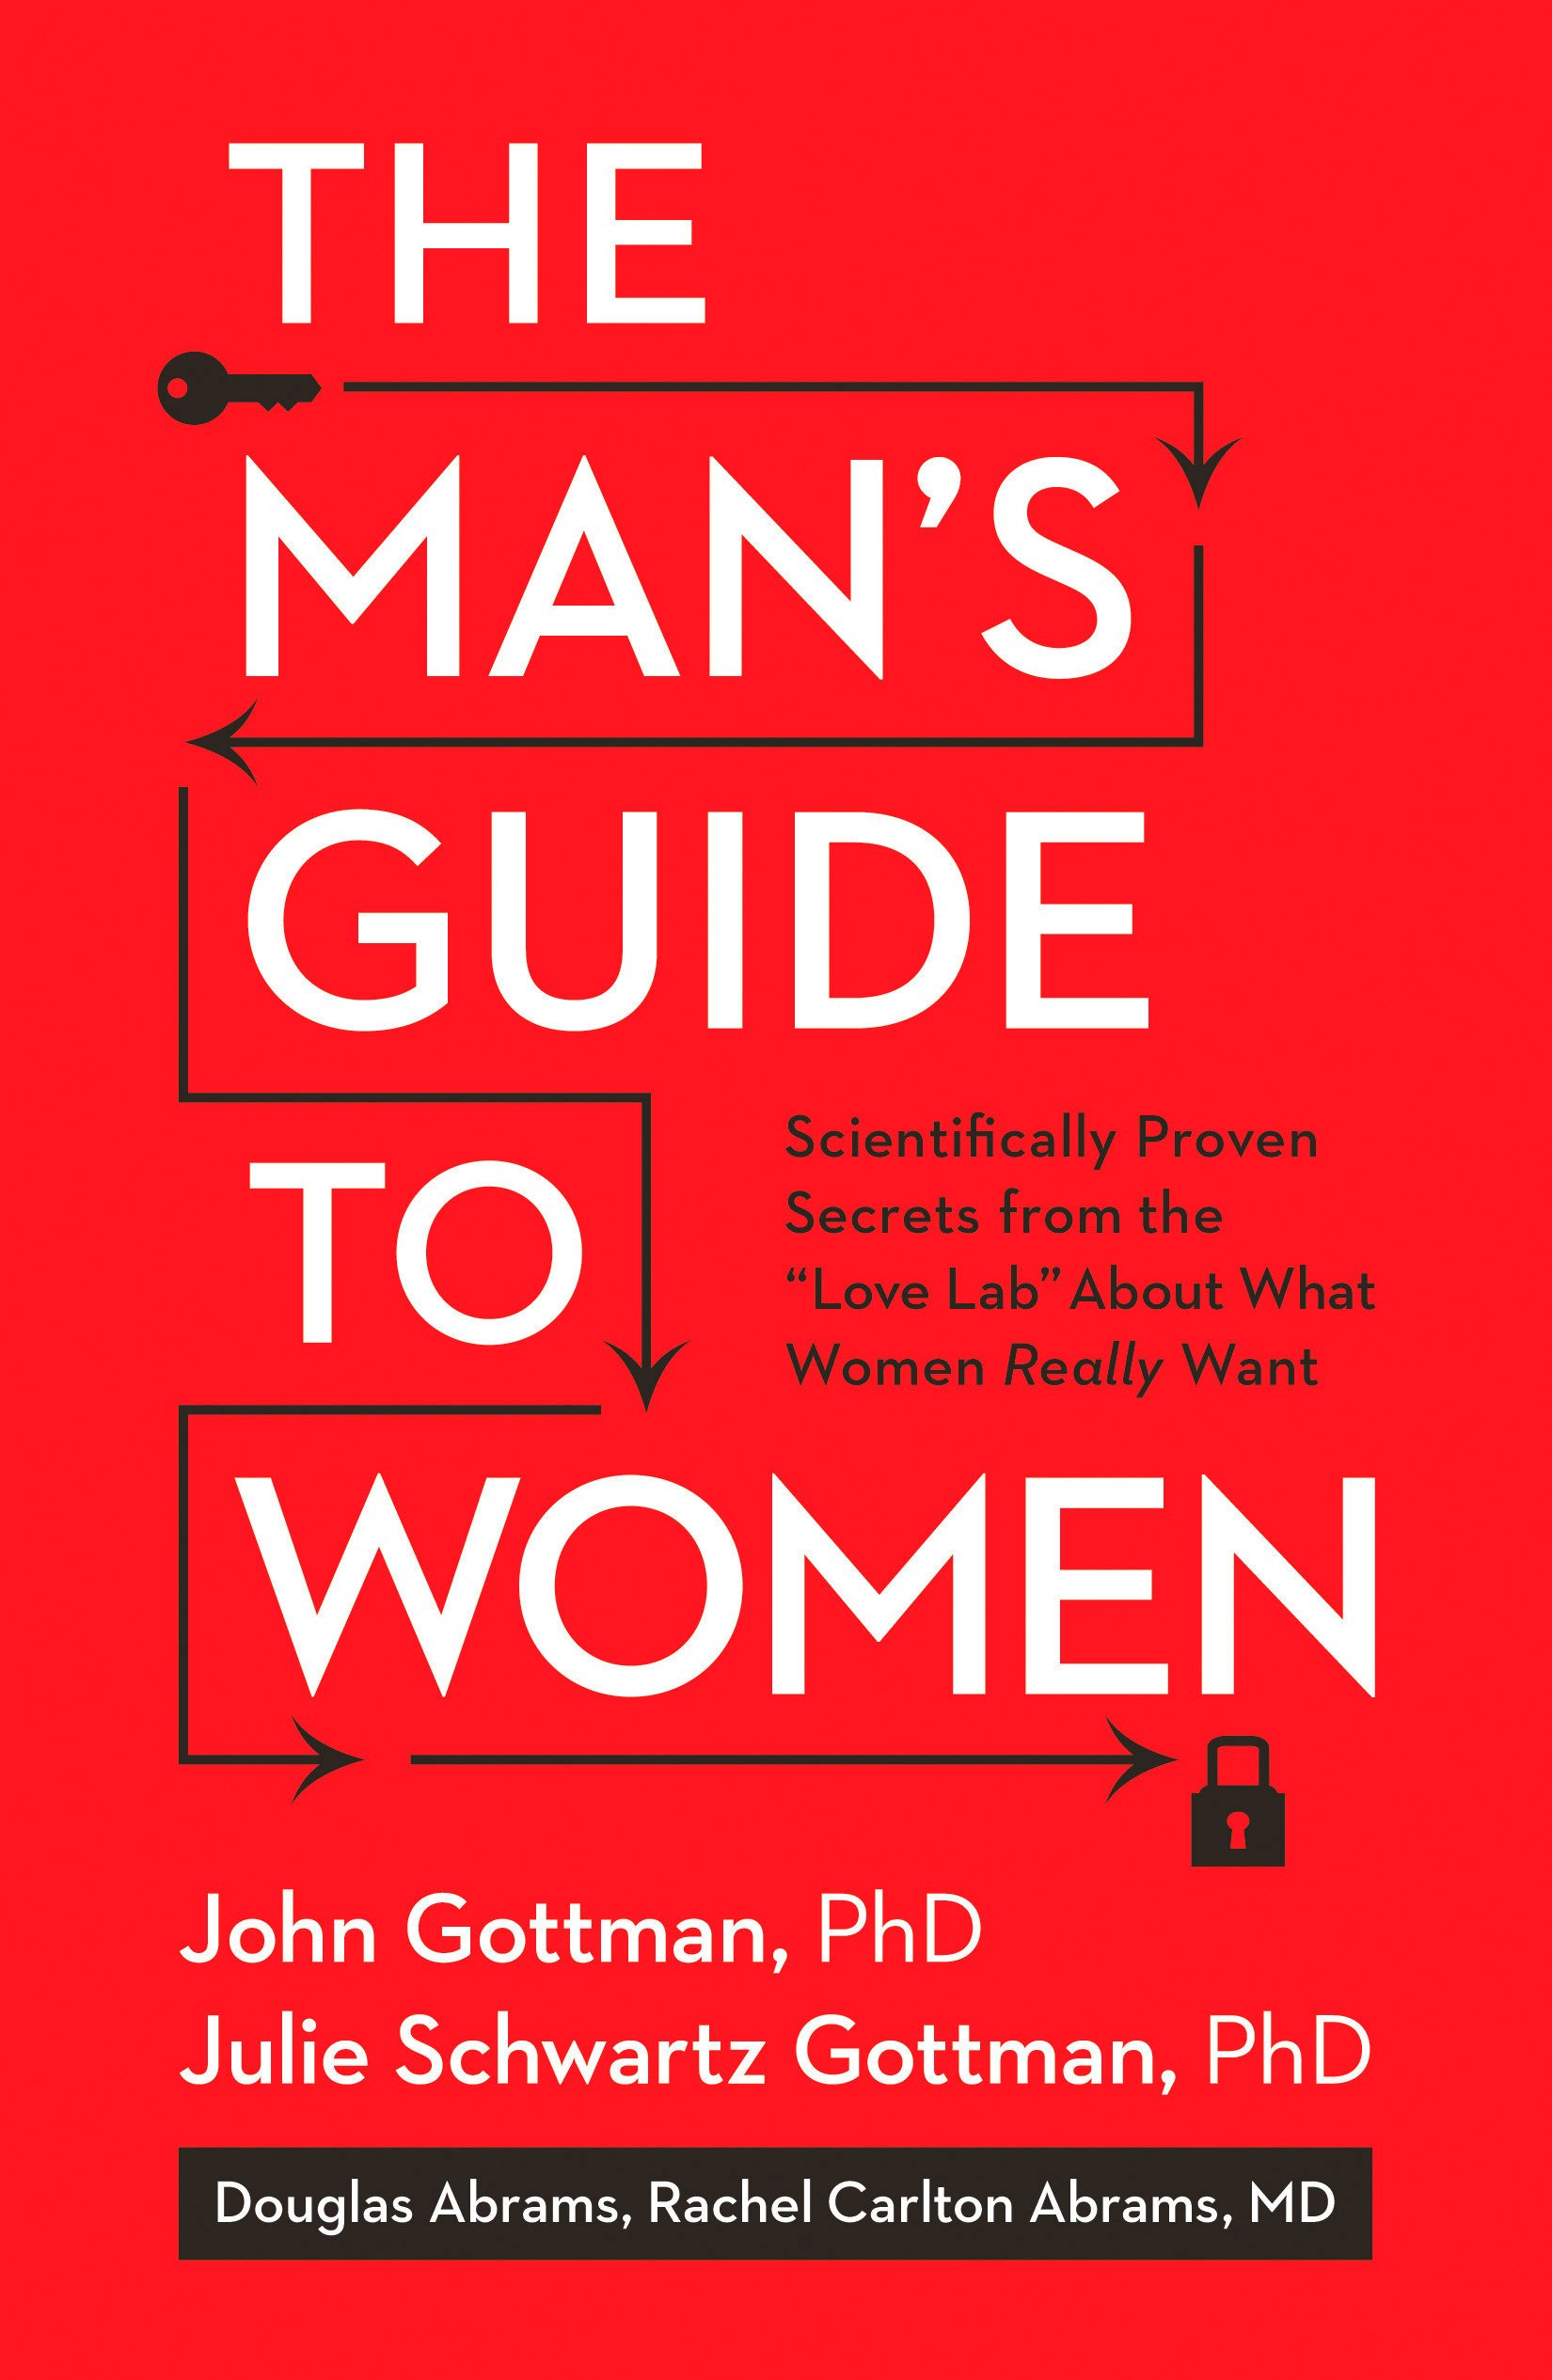 THE
MAN’S
GUIDE
TO
Scientifically Proven
Secrets from the
“Love Lab” About What
Women Really Want
WOMEN
John Gottman, PhD
Julie Schwartz Gottman, PhD
Douglas Abrams, Rachel Carlton Abrams, MD